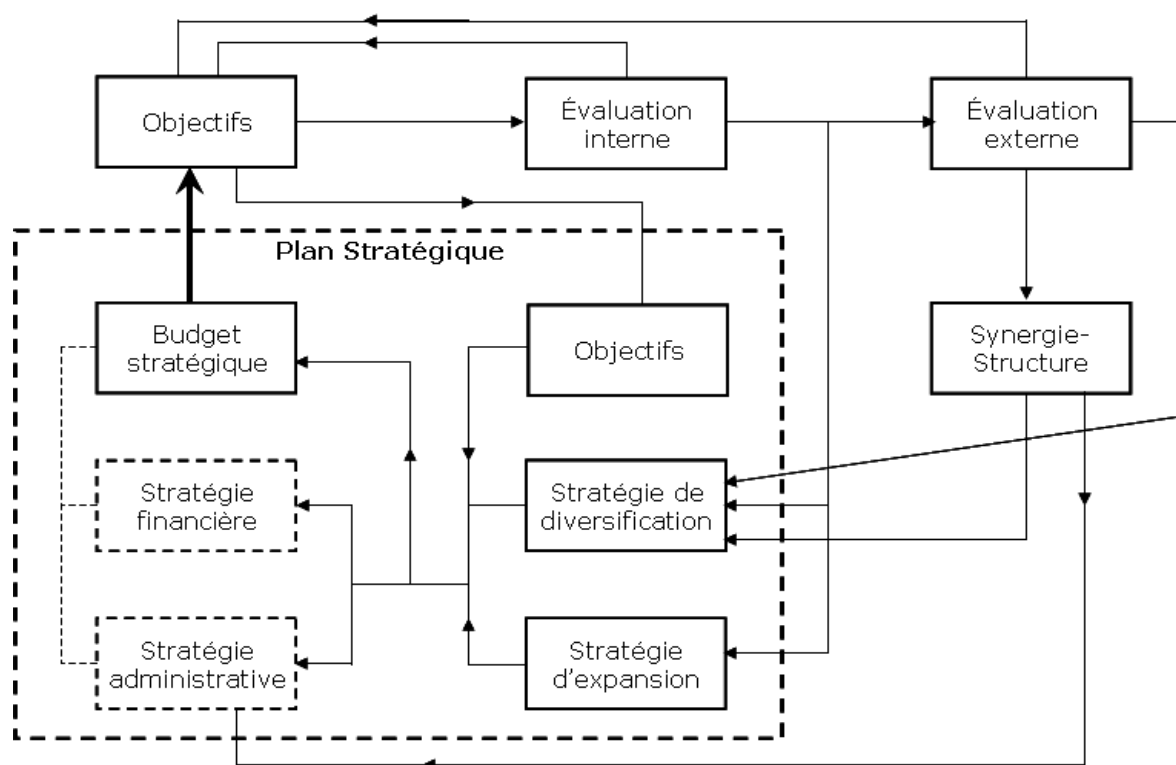 Objectifs
Évaluation
interne
Évaluation
externe
Plan Stratégique
Budget
stratégique
Objectifs
Synergie-
Structure
Stratégie
financière
Stratégie de
diversification
Stratégie
administrative
Stratégie
d'expansion